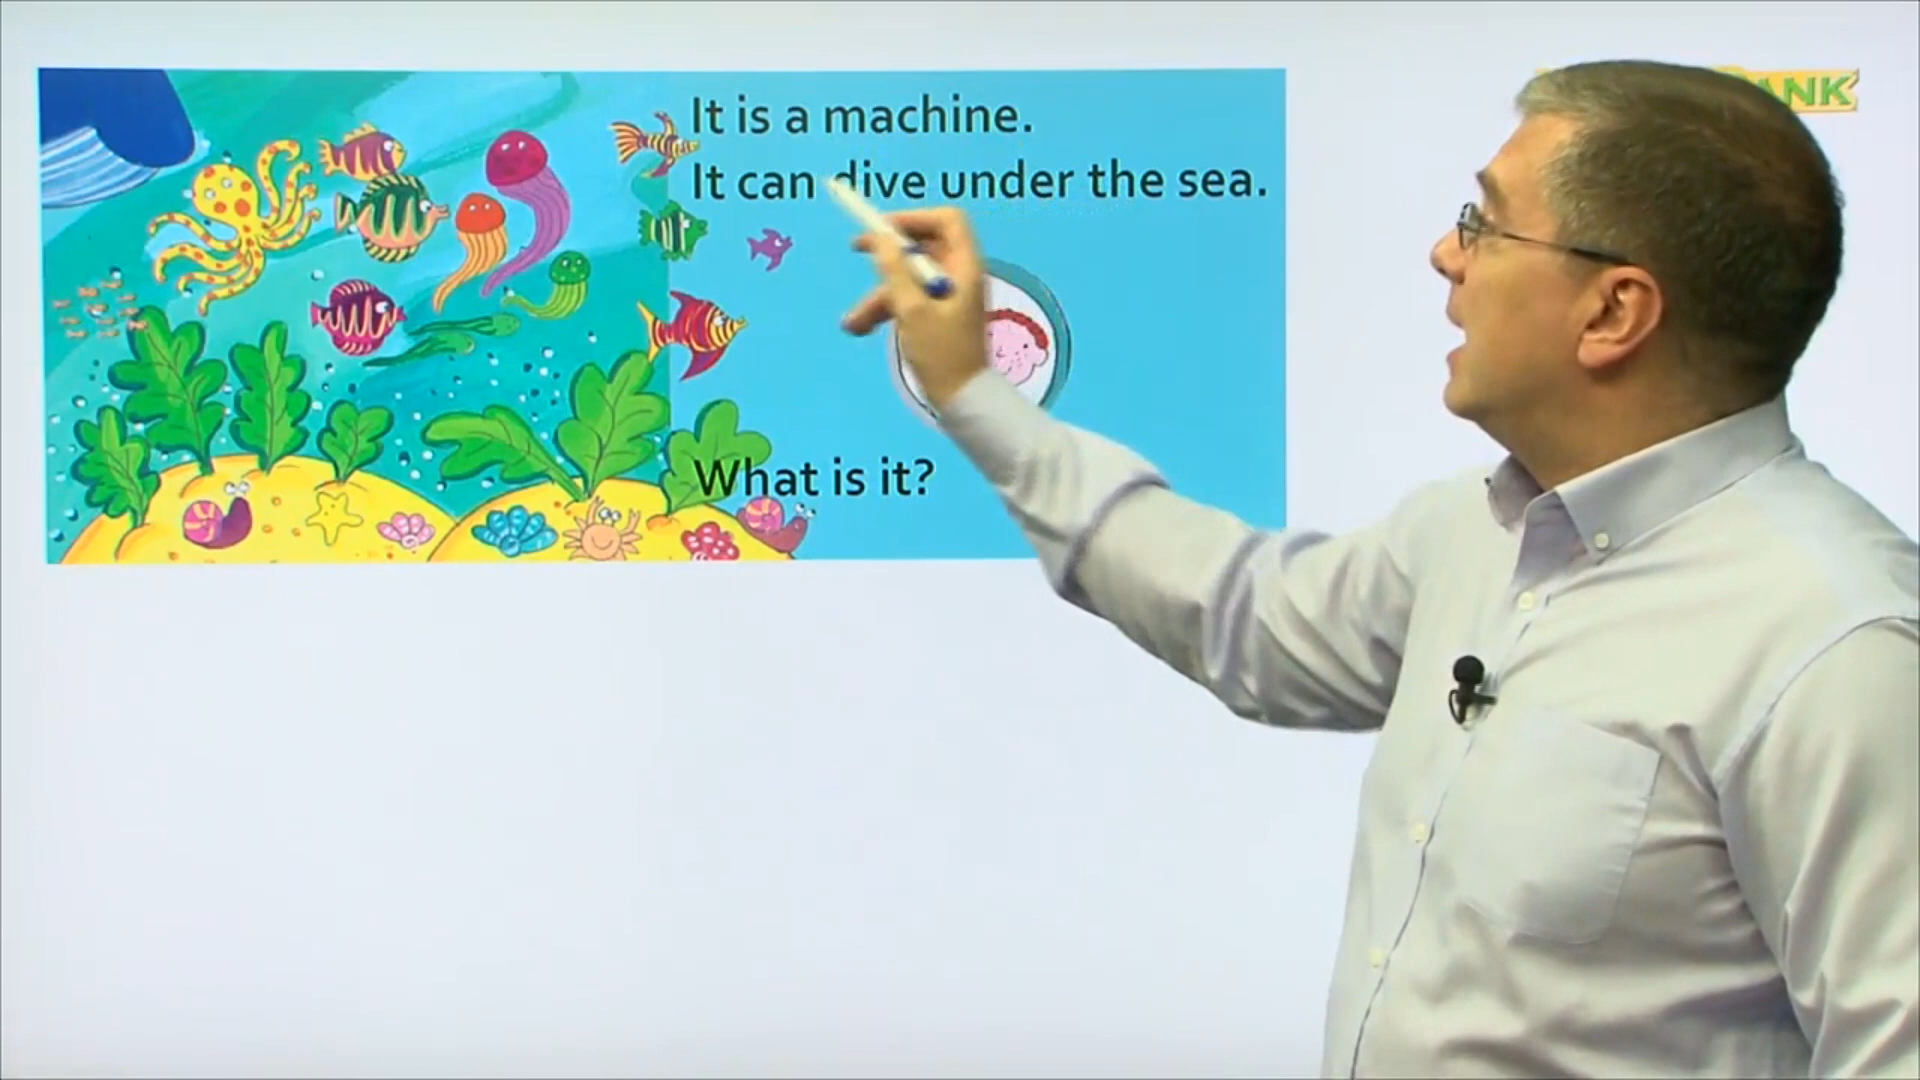 It is a machine.
It can dive under the sea.
What is it?